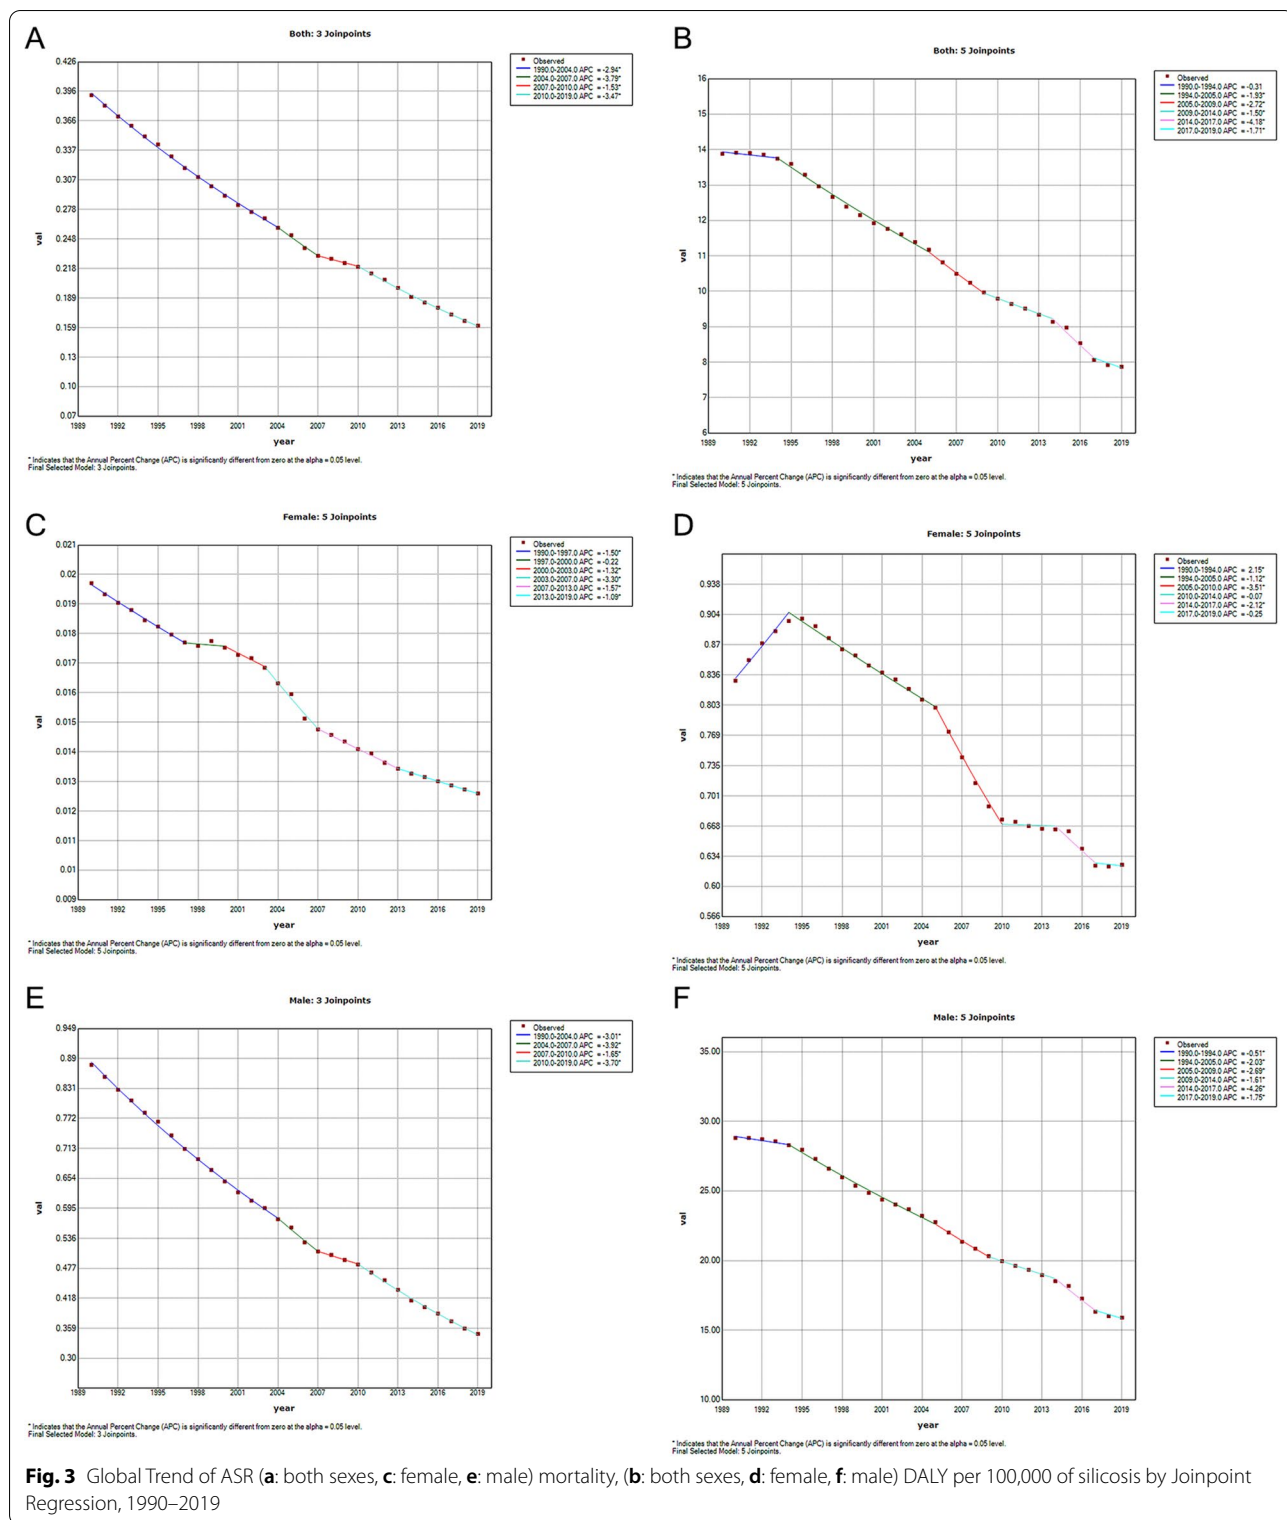 A
Both: 3 Joinpoints
Observed
1990.0-2004.0 APC = -2.94*
2004.0-2007.0 APC = -3.79*
2007.0-2010.0 APC = -1.53*
2010.0-2019.0 APC = -3.47*
0.426
0.396
0.366
0.337
0.307
0.278
0.248
0.218
0.189
0.159
0.13
0.10
0.07
val
1989 1992 1995 1998 2001 2004 2007 2010 2013 2016 2019
year
* Indicates that the Annual Percent Change (APC) is significantly different from zero at the alpha = 0.05 level.
Final Selected Model: 3 Joinpoints.
B
Both: 5 Joinpoints
Observed
1990.0-1994.0 APC = -0.31
1994.0-2005.0 APC = -1.93*
2005.0-2009.0 APC = -2.72*
2009.0-2014.0 APC = -1.50*
2014.0-2017.0 APC = -4.18*
2017.0-2019.0 APC = -1.71*
16
15
14
13
12
11
10
9
8
7
6
val
1989 1992 1995 1998 2001 2004 2007 2010 2013 2016 2019
year
* Indicates that the Annual Percent Change (APC) is significantly different from zero at the alpha = 0.05 level.
Final Selected Model: 5 Joinpoints.
C
Female: 5 Joinpoints
Observed
1990.0-1997.0 APC = -1.50*
1997.0-2000.0 APC = -0.22
2000.0-2003.0 APC = -1.32*
2003.0-2007.0 APC = -3.30*
2007.0-2013.0 APC = -1.57*
2013.0-2019.0 APC = -1.09*
0.021
0.02
0.019
0.018
0.017
0.016
0.015
0.014
0.013
0.012
0.011
0.01
0.009
val
1989 1992 1995 1998 2001 2004 2007 2010 2013 2016 2019
year
* Indicates that the Annual Percent Change (APC) is significantly different from zero at the alpha = 0.05 level.
Final Selected Model: 5 Joinpoints.
D
Female: 5 Joinpoints
Observed
1990.0-1994.0 APC = 2.15*
1994.0-2005.0 APC = -1.12*
2005.0-2010.0 APC = -3.51*
2010.0-2014.0 APC = -0.07
2014.0-2017.0 APC = -2.12*
2017.0-2019.0 APC = -0.25
0.938
0.904
0.87
0.836
0.803
0.769
0.735
0.701
0.668
0.634
0.60
0.566
val
1989 1992 1995 1998 2001 2004 2007 2010 2013 2016 2019
year
* Indicates that the Annual Percent Change (APC) is significantly different from zero at the alpha = 0.05 level.
Final Selected Model: 5 Joinpoints.
E
Male: 3 Joinpoints
Observed
1990.0-2004.0 APC = -3.01*
2004.0-2007.0 APC = -3.92*
2007.0-2010.0 APC = -1.65*
2010.0-2019.0 APC = -3.70*
0.949
0.89
0.831
0.772
0.713
0.654
0.595
0.536
0.477
0.418
0.359
0.30
val
1989 1992 1995 1998 2001 2004 2007 2010 2013 2016 2019
year
* Indicates that the Annual Percent Change (APC) is significantly different from zero at the alpha = 0.05 level.
Final Selected Model: 3 Joinpoints.
F
Male: 5 Joinpoints
Observed
1990.0-1994.0 APC = -0.51*
1994.0-2005.0 APC = -2.03*
2005.0-2009.0 APC = -2.69*
2009.0-2014.0 APC = -1.61*
2014.0-2017.0 APC = -4.26*
2017.0-2019.0 APC = -1.75*
35.00
30.00
25.00
20.00
15.00
10.00
val
1989 1992 1995 1998 2001 2004 2007 2010 2013 2016 2019
year
* Indicates that the Annual Percent Change (APC) is significantly different from zero at the alpha = 0.05 level.
Final Selected Model: 5 Joinpoints.
Fig. 3 Global Trend of ASR (a: both sexes, c: female, e: male) mortality, (b: both sexes, d: female, f: male) DALY per 100,000 of silicosis by Joinpoint
Regression, 1990–2019